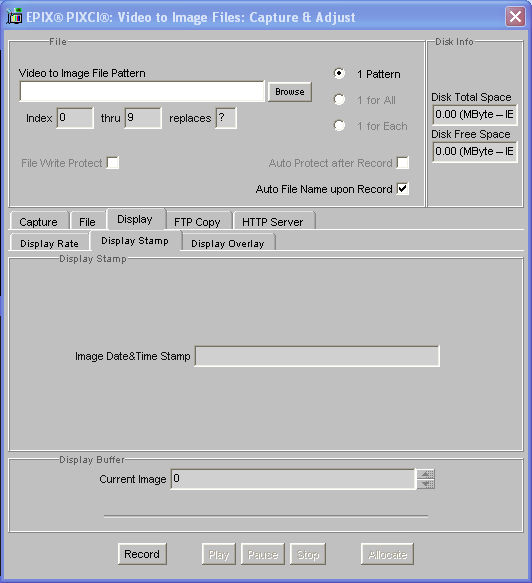 EPIX® PIXCI®: Video to Image Files: Capture & Adjust
File
Disk Info
Video to Image File Pattern
Browse
1 Pattern
1 for All
1 for Each
Index 0 thru 9 replaces ?
Disk Total Space
0.00 (MByte -- IE
Disk Free Space
0.00 (MByte -- IE
File Write Protect
Auto Protect after Record
Auto File Name upon Record
Capture File Display FTP Copy HTTP Server
Display Rate Display Stamp Display Overlay
Display Stamp
Image Date&Time Stamp
Display Buffer
Current Image 0
Record Play Pause Stop Allocate